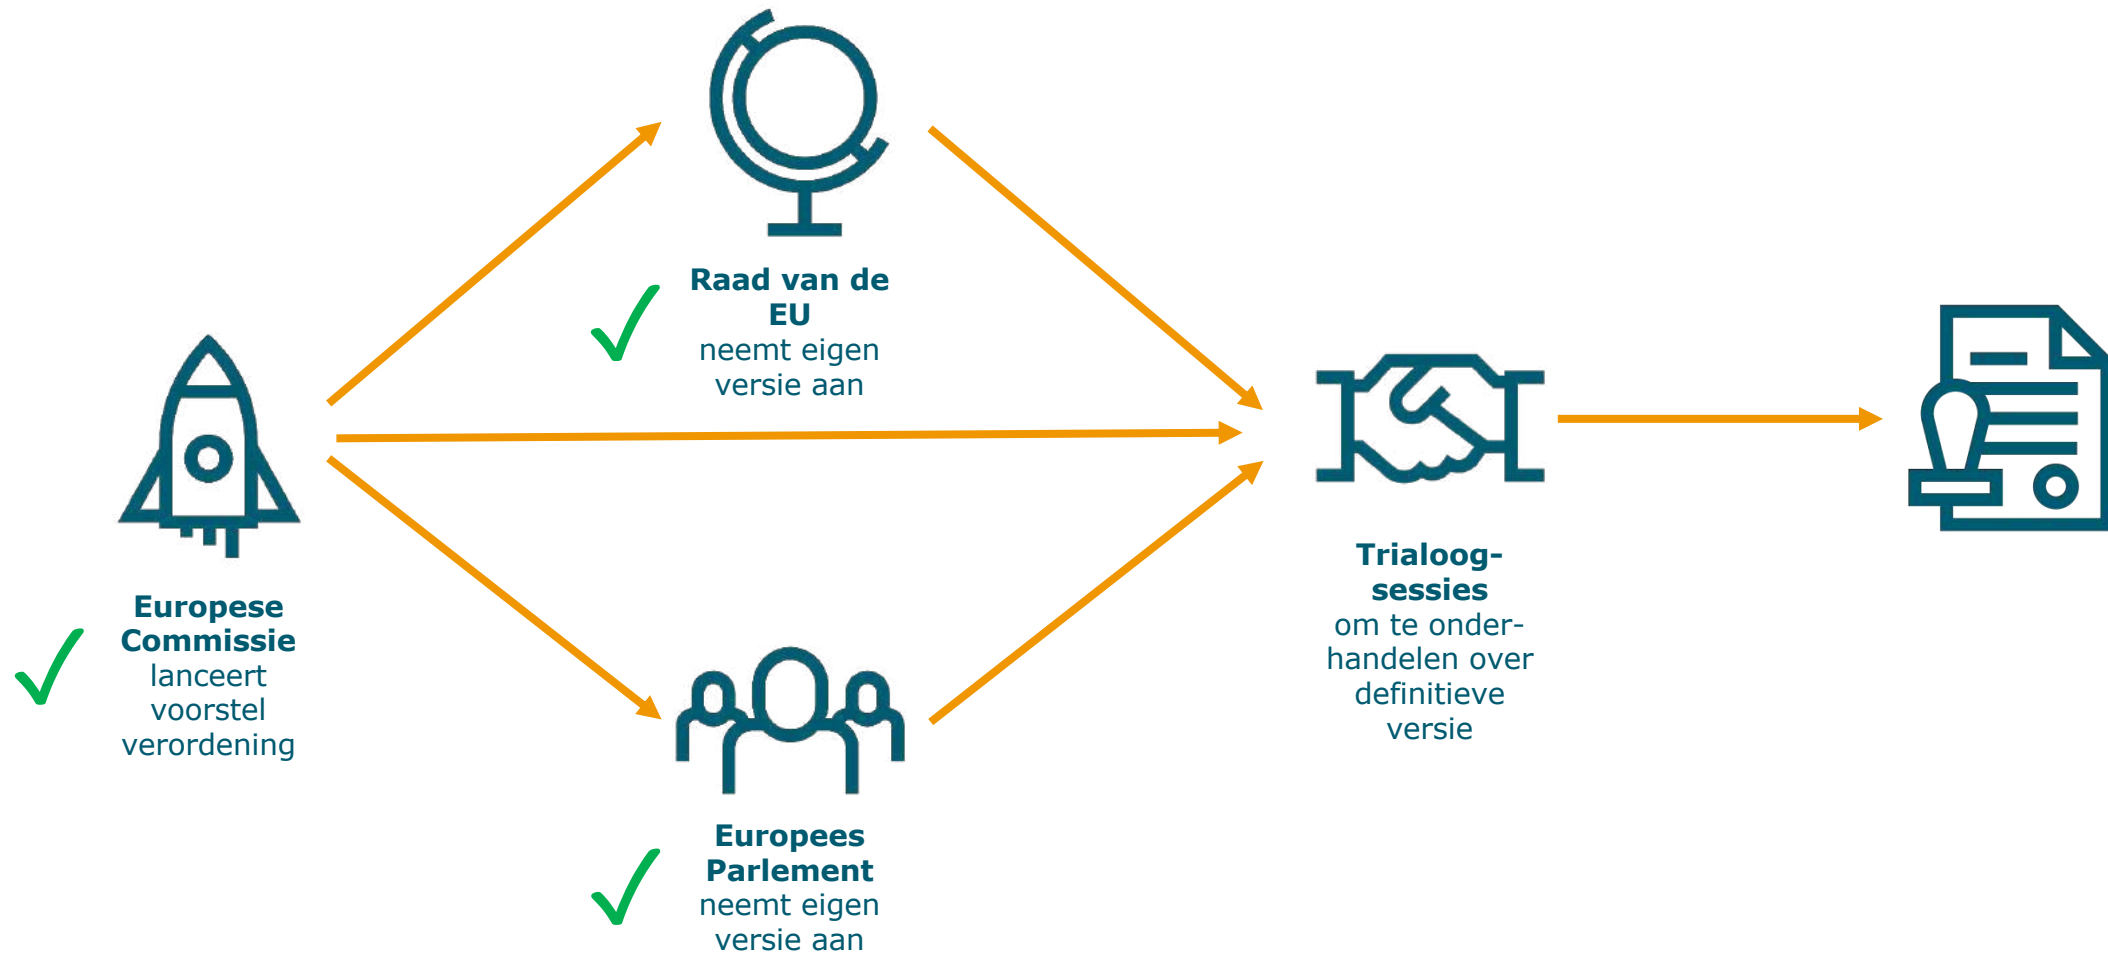 Raad van de
EU
neemt eigen
versie aan
Europese
Commissie
lanceert
voorstel
verordening
Trialoog-
sessies
om te onder-
handelen over
definitieve
versie
Europees
Parlement
neemt eigen
versie aan